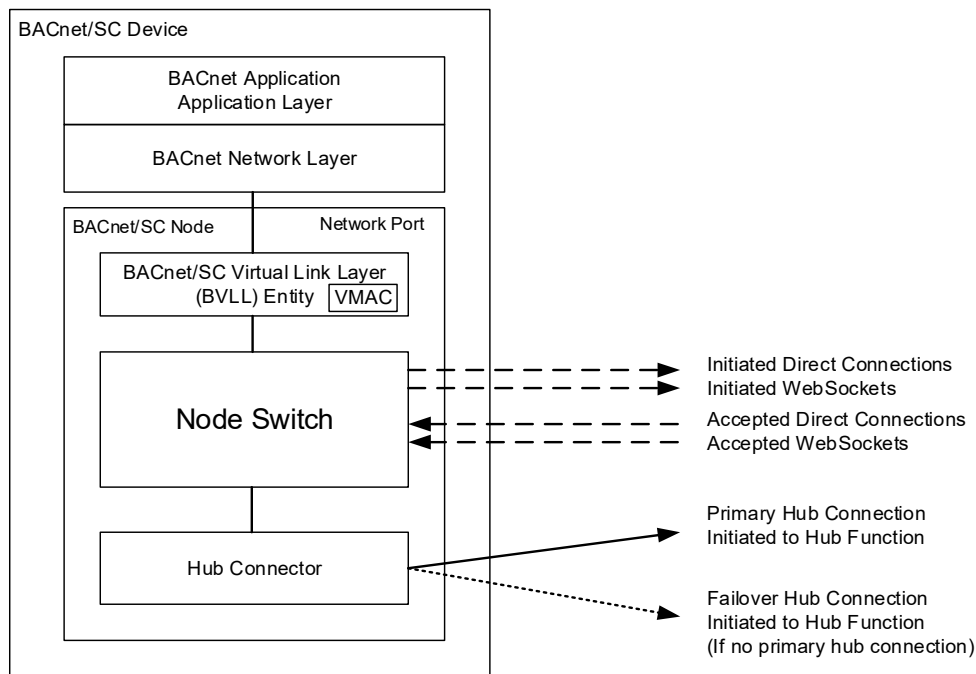 BACnet/SC Device
BACnet Application
Application Layer
BACnet Network Layer
BACnet/SC Node
Network Port
BACnet/SC Virtual Link Layer
(BVLL) Entity
VMAC
Node Switch
Initiated Direct Connections
Initiated WebSockets
Accepted Direct Connections
Accepted WebSockets
Hub Connector
Primary Hub Connection
Initiated to Hub Function
Failover Hub Connection
Initiated to Hub Function
(If no primary hub connection)